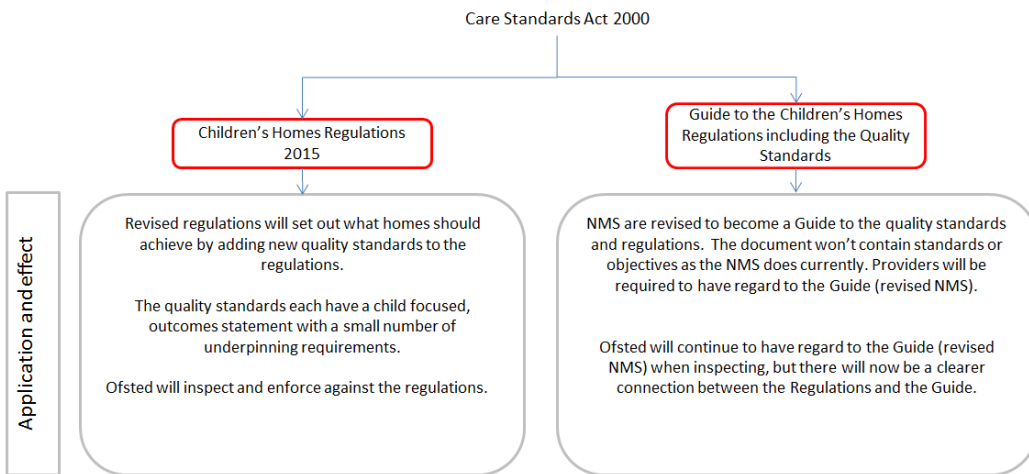 Care Standards Act 2000
Children’s Homes Regulations
2015
Guide to the Children’s Homes
Regulations including the Quality
Standards
Application and effect
Revised regulations will set out what homes should
achieve by adding new quality standards to the
regulations.
The quality standards each have a child focused,
outcomes statement with a small number of
underpinning requirements.
Ofsted will inspect and enforce against the regulations.
NMS are revised to become a Guide to the quality standards
and regulations.  The document won’t contain standards or
objectives as the NMS does currently. Providers will be
required to have regard to the Guide (revised NMS).
Ofsted will continue to have regard to the Guide (revised
NMS) when inspecting, but there will now be a clearer
connection between the Regulations and the Guide.